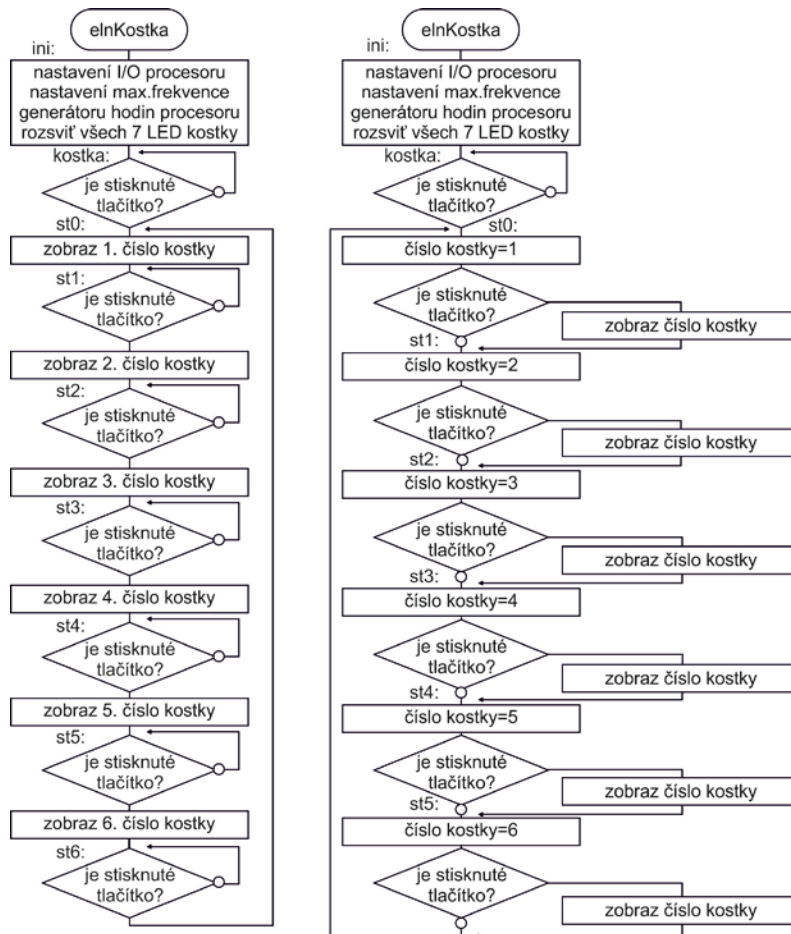 elnKostka
ini:
nastavení I/O procesoru
nastavení max.frekvence
generátoru hodin procesoru
rozsviť všech 7 LED kostky
kostka:
je stisknuté
tlačítko?
st0:
zobraz 1. číslo kostky
st1:
je stisknuté
tlačítko?
zobraz 2. číslo kostky
st2:
je stisknuté
tlačítko?
zobraz 3. číslo kostky
st3:
je stisknuté
tlačítko?
zobraz 4. číslo kostky
st4:
je stisknuté
tlačítko?
zobraz 5. číslo kostky
st5:
je stisknuté
tlačítko?
zobraz 6. číslo kostky
st6:
je stisknuté
tlačítko?
elnKostka
ini:
nastavení I/O procesoru
nastavení max.frekvence
generátoru hodin procesoru
rozsviť všech 7 LED kostky
kostka:
je stisknuté
tlačítko?
st0:
číslo kostky=1
je stisknuté
tlačítko?
zobraz číslo kostky
st1:
číslo kostky=2
je stisknuté
tlačítko?
zobraz číslo kostky
st2:
číslo kostky=3
je stisknuté
tlačítko?
zobraz číslo kostky
st3:
číslo kostky=4
je stisknuté
tlačítko?
zobraz číslo kostky
st4:
číslo kostky=5
je stisknuté
tlačítko?
zobraz číslo kostky
st5:
číslo kostky=6
je stisknuté
tlačítko?
zobraz číslo kostky